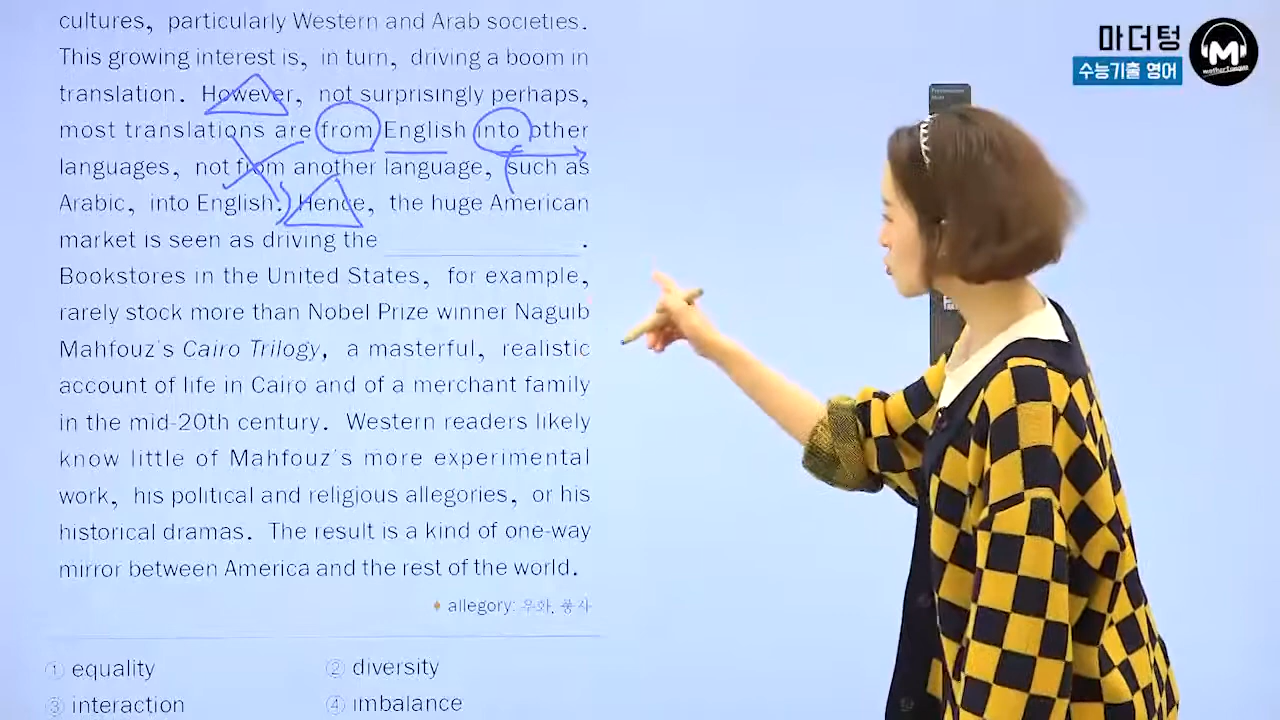 cultures, particularly Western and Arab societies.
This growing interest is, in turn, driving a boom in
translation. However, not surprisingly perhaps,
most translations are from English into other
languages, not from another language, such as
Arabic, into English. Hence, the huge American
market is seen as driving the .
Bookstores in the United States, for example,
rarely stock more than Nobel Prize winner Naguib
Mahfouz's Cairo Trilogy, a masterful, realistic
account of life in Cairo and of a merchant family
in the mid-20th century. Western readers likely
know little of Mahfouz's more experimental
work, his political and religious allegories, or his
historical dramas. The result is a kind of one-way
mirror between America and the rest of the world.
♦ allegory: 우화, 풍자
① equality
② diversity
③ interaction
④ imbalance
마더텅
수능기출 영어
M
motherTongue